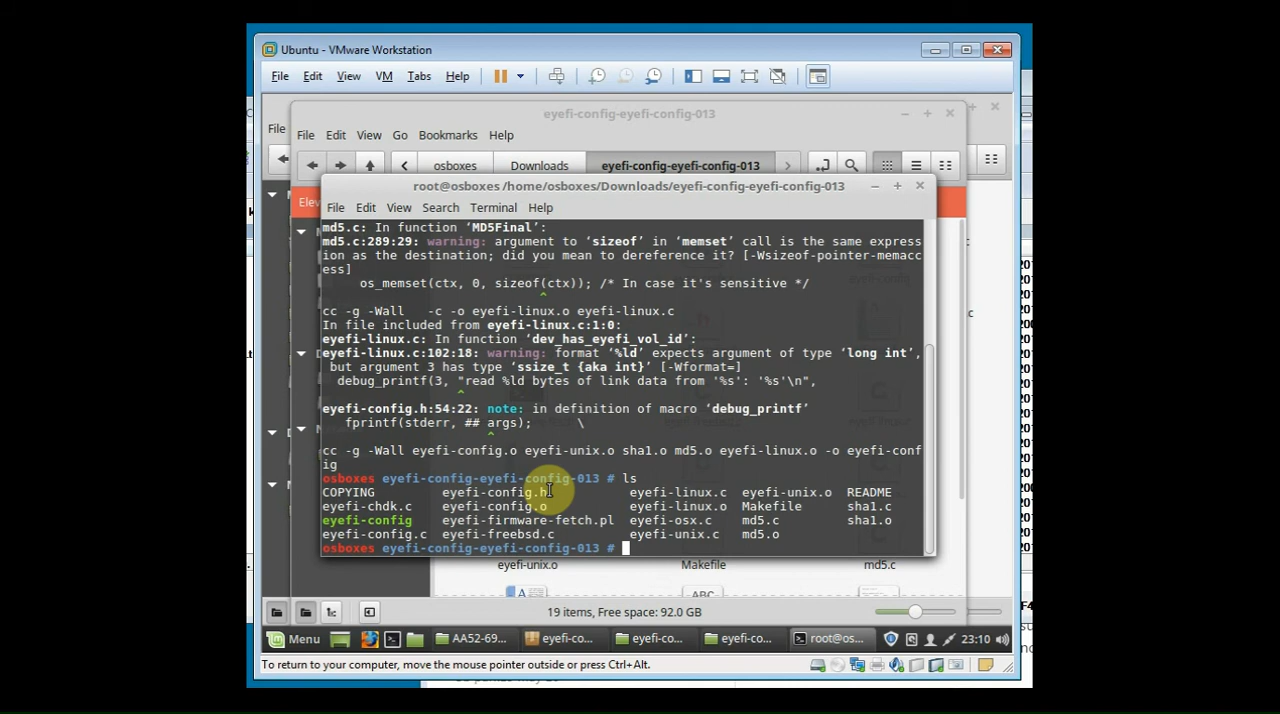 Ubuntu - VMware Workstation
File Edit View VM Tabs Help
eyefi-config-eyefi-config-013
File
File Edit View Go Bookmarks Help
osboxes Downloads eyefi-config-eyefi-config-013
Elev
root@osboxes /home/osboxes/Downloads/eyefi-config-eyefi-config-013
File Edit View Search Terminal Help
md5.c: In function ‘MD5Final’:
md5.c:289:29: warning: argument to ‘sizeof’ in ‘memset’ call is the same express
ion as the destination; did you mean to dereference it? [-Wsizeof-pointer-memacc
ess]
os_memset(ctx, 0, sizeof(ctx)); /* In case it's sensitive */
^
cc -g -Wall   -c -o eyefi-linux.o eyefi-linux.c
In file included from eyefi-linux.c:1:0:
eyefi-linux.c: In function ‘dev_has_eyefi_vol_id’:
eyefi-linux.c:102:18: warning: format ‘%ld’ expects argument of type ‘long int’,
but argument 3 has type ‘ssize_t {aka int}’ [-Wformat=]
debug_printf(3, "read %ld bytes of link data from '%s': '%s'\n",
^
eyefi-config.h:54:22: note: in definition of macro ‘debug_printf’
fprintf(stderr, ## args);       \
^
cc -g -Wall eyefi-config.o eyefi-unix.o sha1.o md5.o eyefi-linux.o -o eyefi-conf
ig
osboxes eyefi-config-eyefi-config-013 # ls
COPYING eyefi-config.h eyefi-linux.c eyefi-unix.o README
eyefi-chdk.c eyefi-config.o eyefi-linux.o Makefile sha1.c
eyefi-config eyefi-firmware-fetch.pl eyefi-osx.c md5.c sha1.o
eyefi-config.c eyefi-freebsd.c eyefi-unix.c md5.o
osboxes eyefi-config-eyefi-config-013 #
eyefi-unix.o Makefile md5.c
19 items, Free space: 92.0 GB
Menu AA52-69... eyefi-co... eyefi-co... eyefi-co... root@os... 23:10
To return to your computer, move the mouse pointer outside or press Ctrl+Alt.